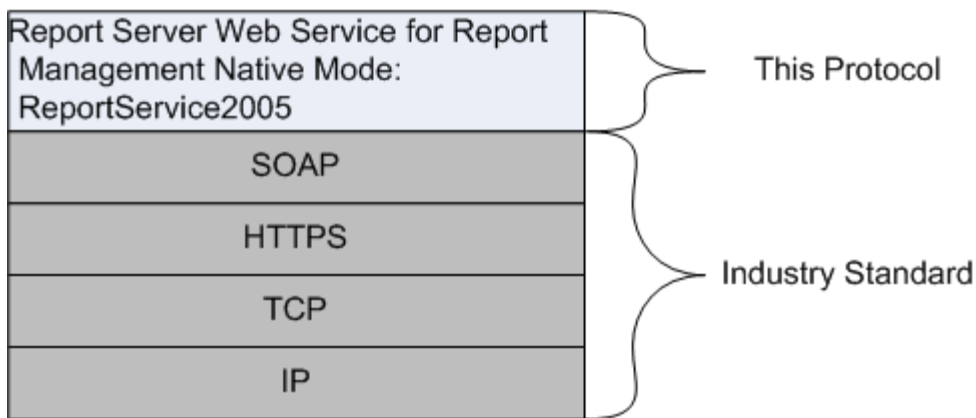 Report Server Web Service for Report
Management Native Mode:
ReportService2005
This Protocol
SOAP
HTTPS
TCP
IP
Industry Standard